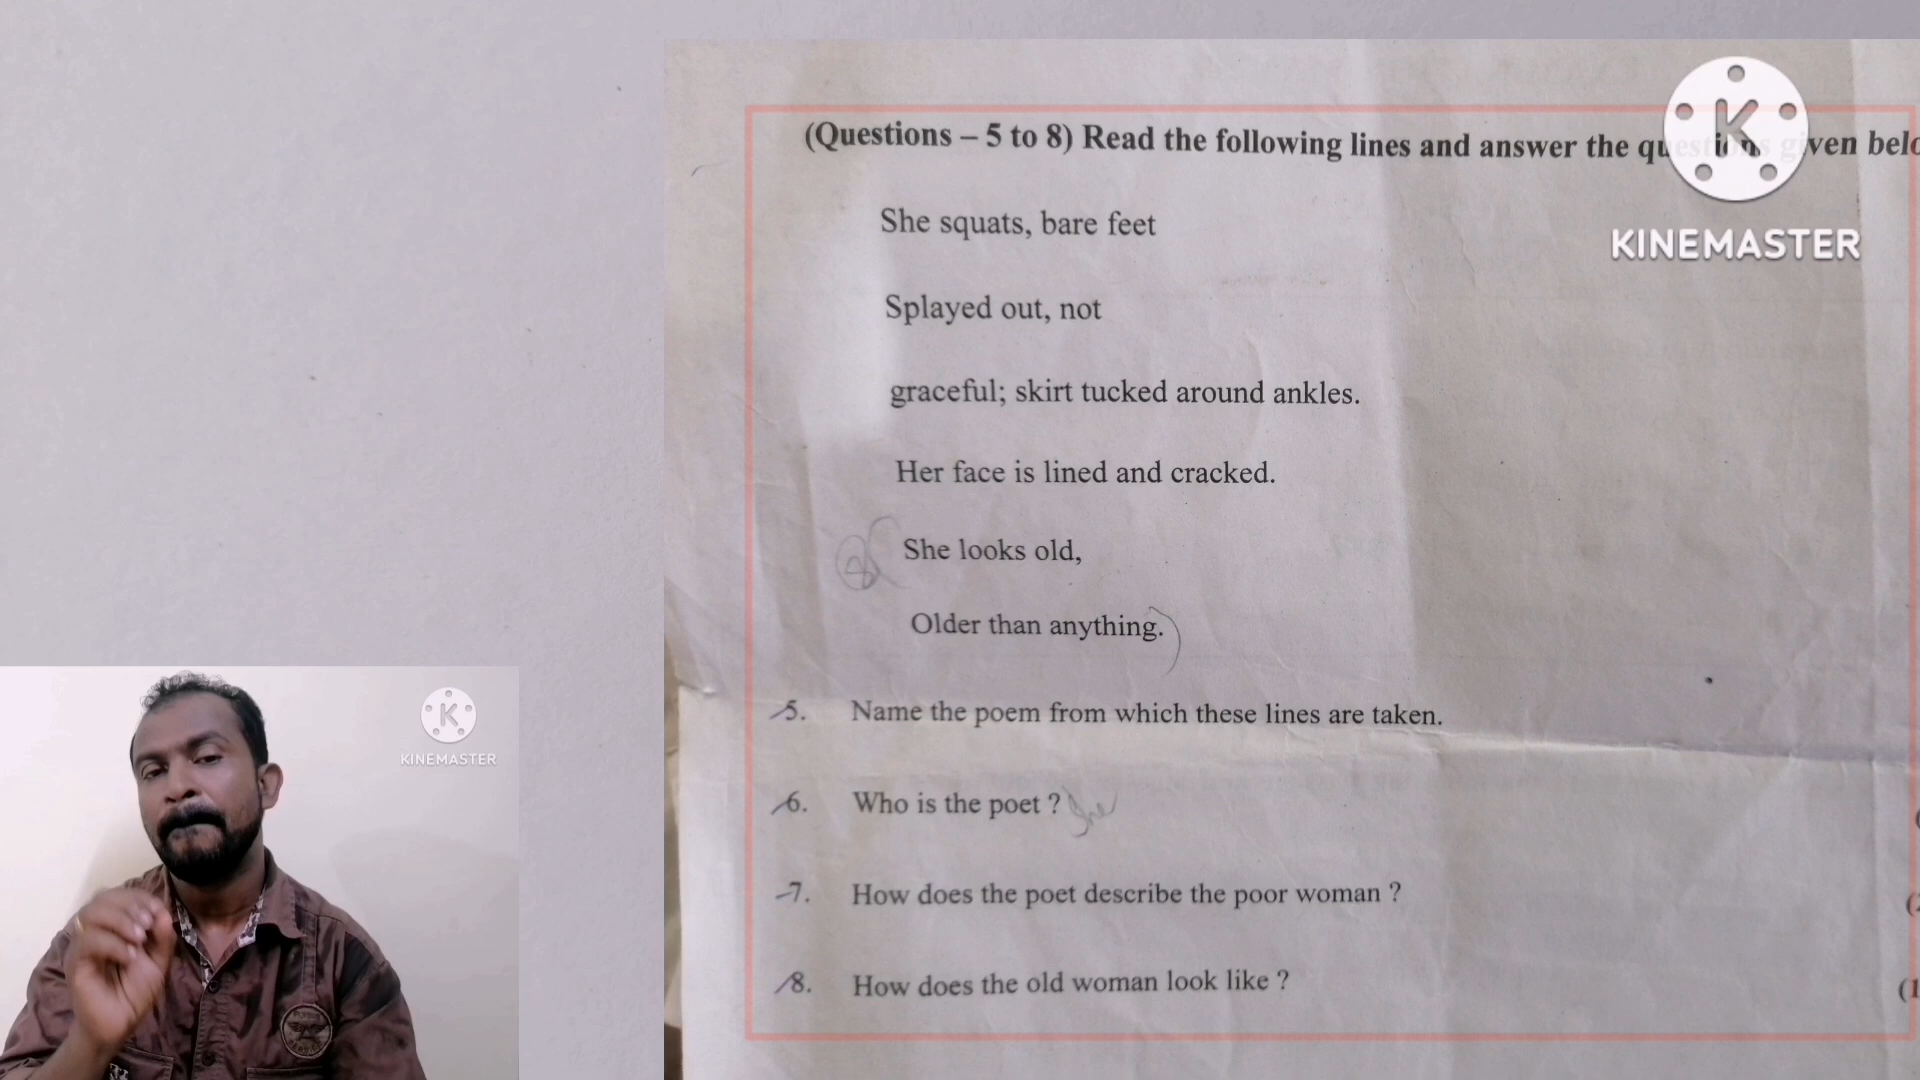 (Questions – 5 to 8) Read the following lines and answer the questions given
She squats, bare feet
Splayed out, not
graceful; skirt tucked around ankles.
Her face is lined and cracked.
She looks old,
Older than anything.
5. Name the poem from which these lines are taken.
6. Who is the poet ?
7. How does the poet describe the poor woman ?
8. How does the old woman look like ?
K
KINEMASTER
K
KINEMASTER